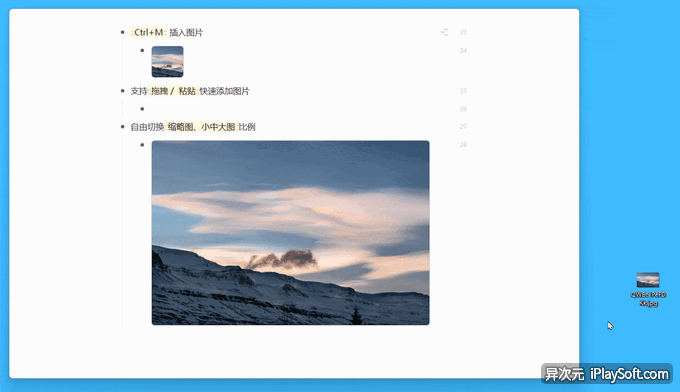 Ctrl+M 插入图片 23
24
支持 拖拽 / 粘贴 快速添加图片 25
26
自由切换 缩略图、小中大图 比例 27
28
异次元 iPlaySoft.com